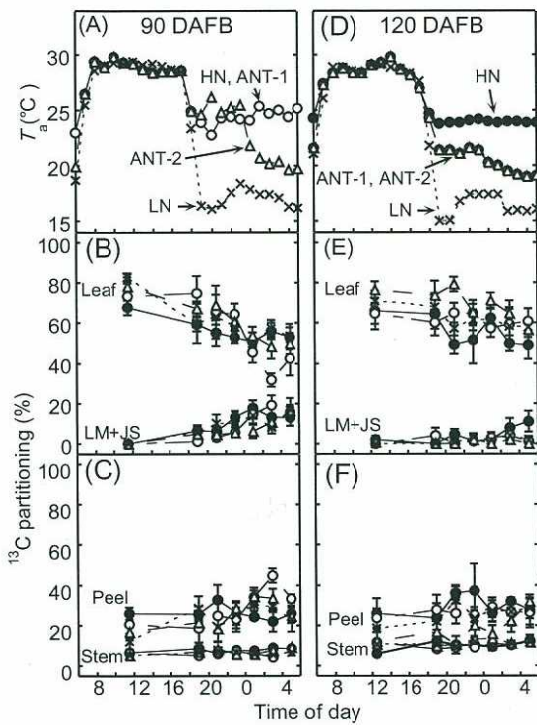 (A) 90 DAFB (D) 120 DAFB
30
25
20
15
Tₐ(°C)
HN, ANT-1
ANT-2
LN
HN
ANT-1, ANT-2
LN
(B) (E)
100
80
60
40
20
0
Leaf
LM+JS
Leaf
LM+JS
¹³C partitioning (%)
(C) (F)
100
80
60
40
20
0
Peel
Stem
Peel
Stem
8 12 16 20 0 4 8 12 16 20 0 4
Time of day